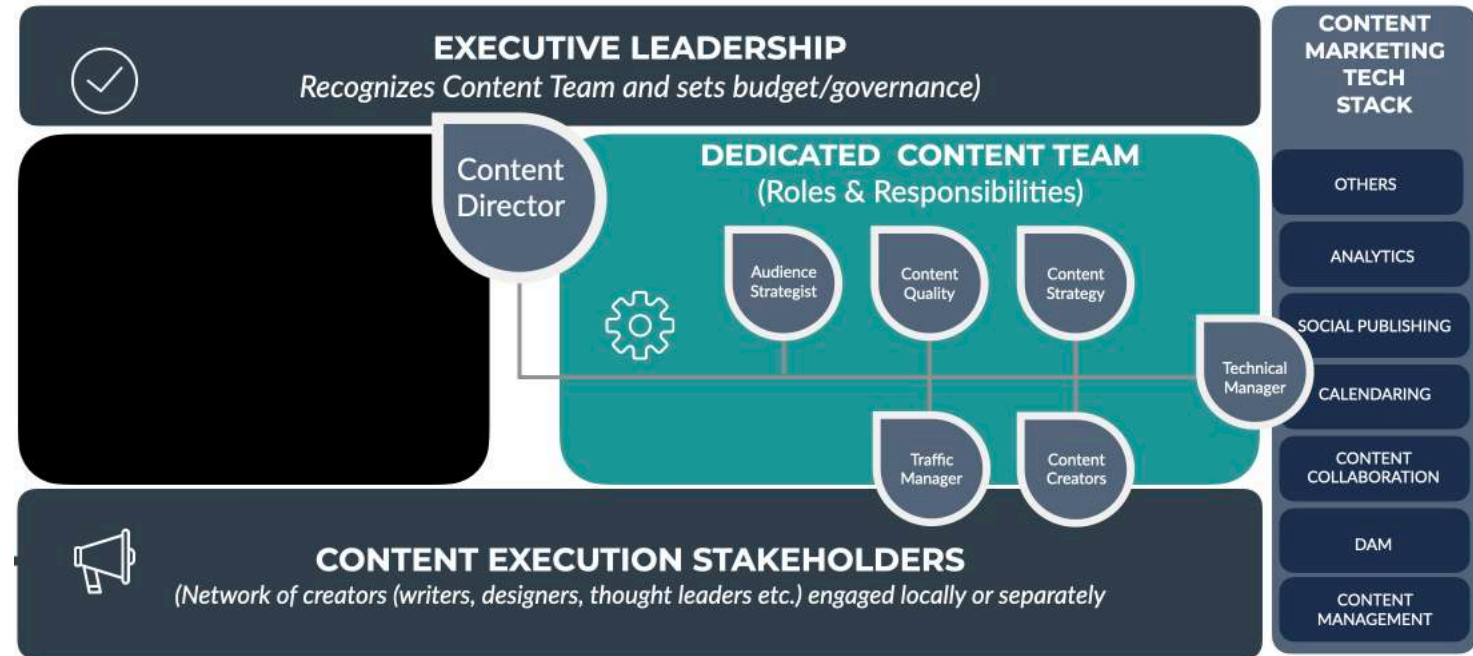 EXECUTIVE LEADERSHIP
Recognizes Content Team and sets budget/governance)
Content
Director
DEDICATED CONTENT TEAM
(Roles & Responsibilities)
Audience
Strategist
Content
Quality
Content
Strategy
Technical
Manager
Traffic
Manager
Content
Creators
CONTENT EXECUTION STAKEHOLDERS
(Network of creators (writers, designers, thought leaders etc.) engaged locally or separately
CONTENT
MARKETING
TECH
STACK
OTHERS
ANALYTICS
SOCIAL PUBLISHING
CALENDARING
CONTENT
COLLABORATION
DAM
CONTENT
MANAGEMENT